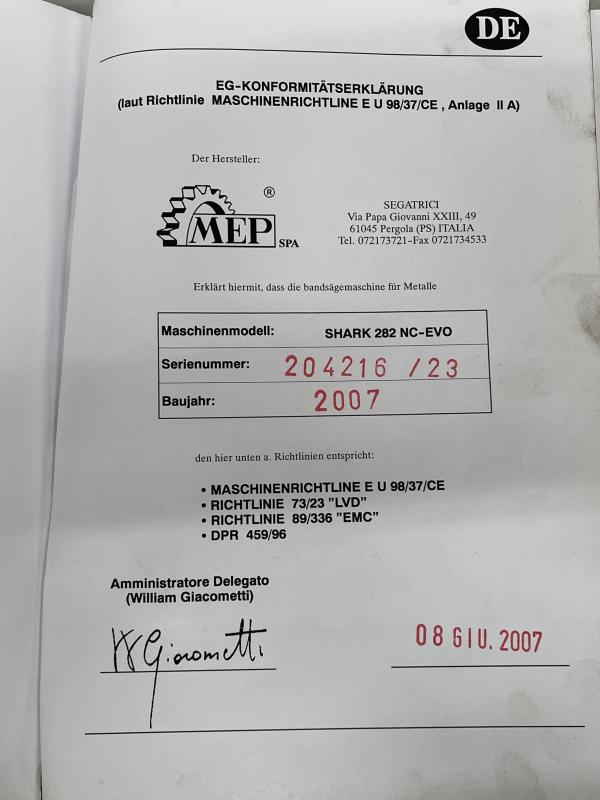 DE
EG-KONFORMITÄTSERKLÄRUNG
(laut Richtlinie MASCHINENRICHTLINE E U 98/37/CE , Anlage II A)
Der Hersteller:
®
MEP SPA
SEGATRICI
Via Papa Giovanni XXIII, 49
61045 Pergola (PS) ITALIA
Tel. 072173721-Fax 0721734533
Erklärt hiermit, dass die bandsägemaschine für Metalle
Maschinenmodell: SHARK 282 NC-EVO
Serienummer: 204216 /23
Baujahr: 2007
den hier unten a. Richtlinien entspricht:
• MASCHINENRICHTLINE E U 98/37/CE
• RICHTLINIE 73/23 "LVD"
• RICHTLINIE 89/336 "EMC"
• DPR 459/96
Amministratore Delegato
(William Giacometti)
W Giacometti
08 GIU. 2007